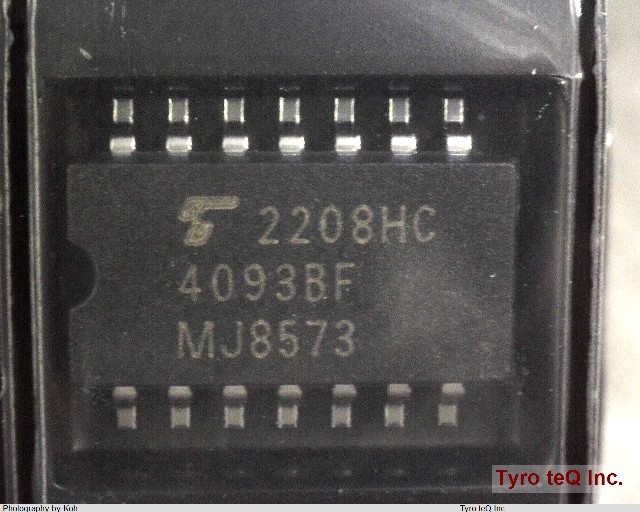 2208HC
4093BF
MJ8573
Tyro teQ Inc.
Photography by Koh
Tyro teQ Inc